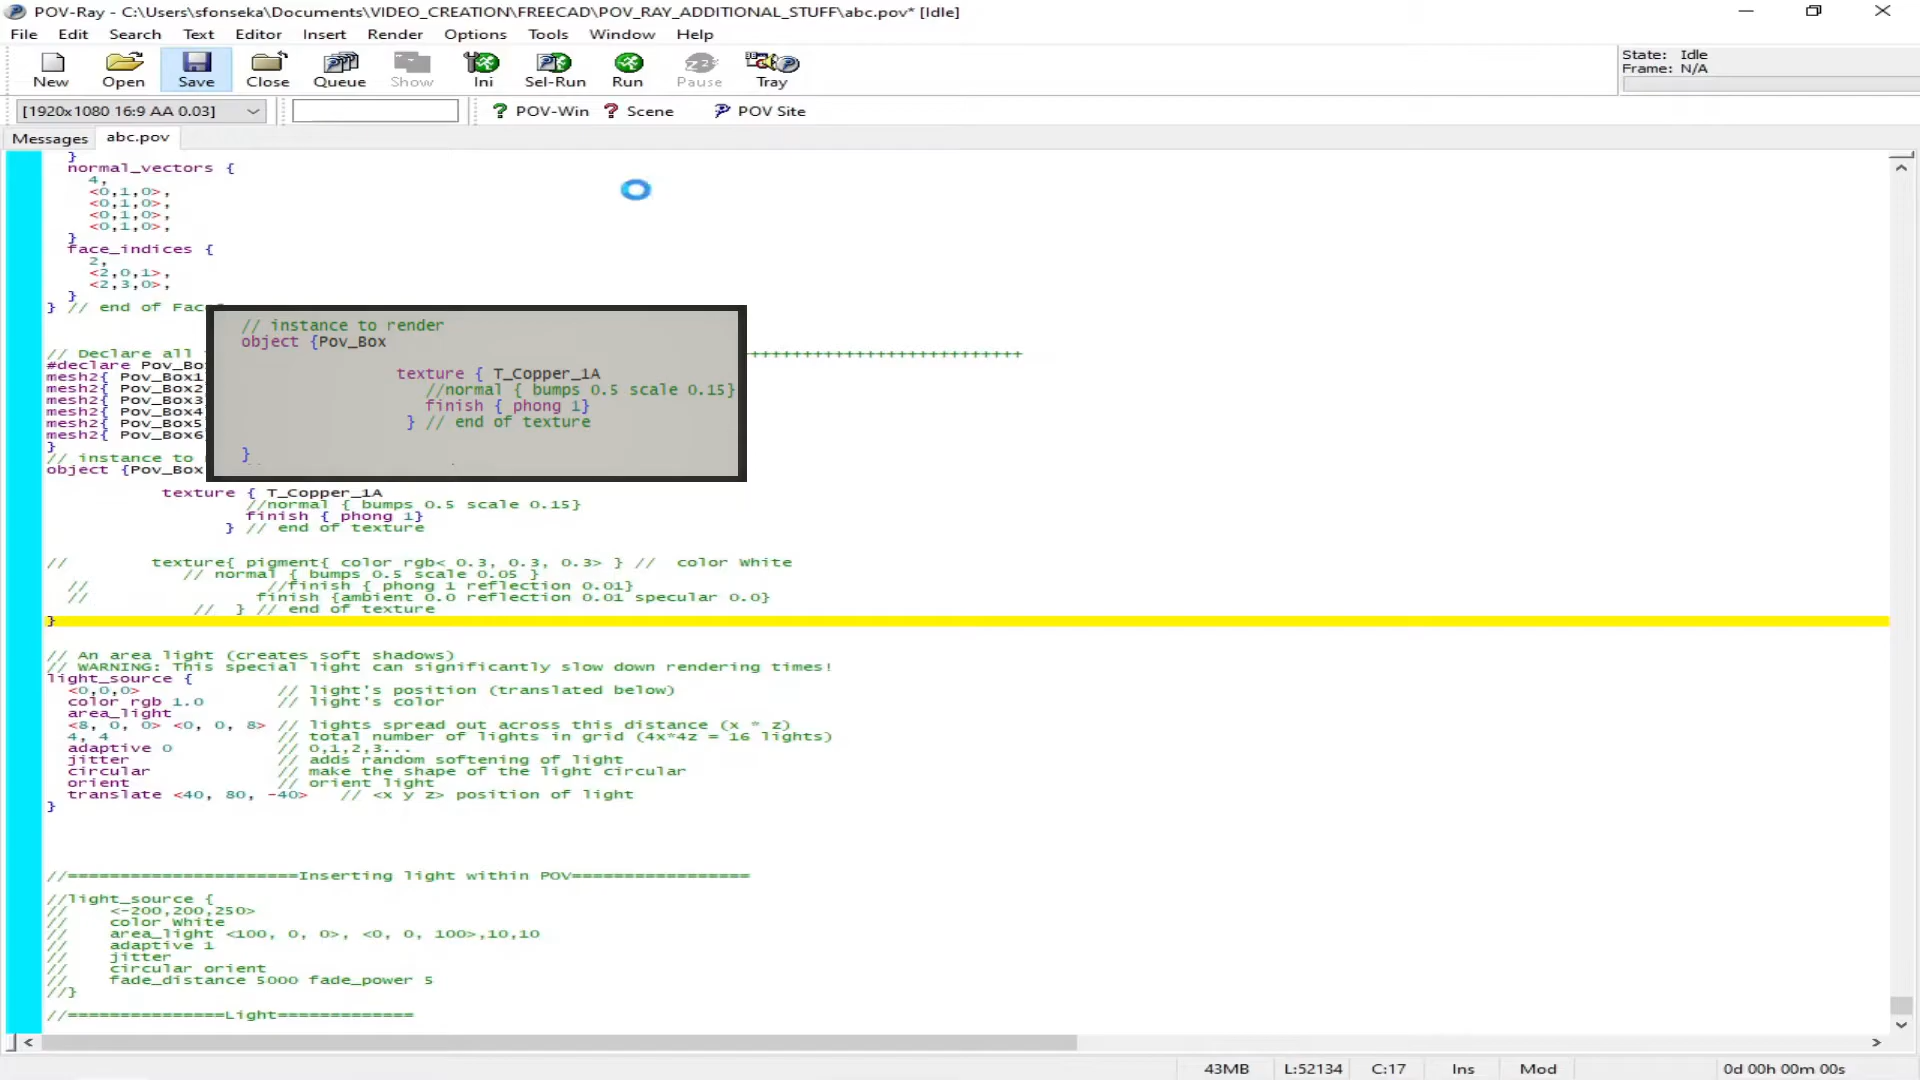 POV-Ray - C:\Users\sfonseka\Documents\VIDEO_CREATION\FREECAD\POV_RAY_ADDITIONAL_STUFF\abc.pov* [Idle]
File Edit Search Text Editor Insert Render Options Tools Window Help
New Open Save Close Queue Show Ini Sel-Run Run Pause Tray
State: Idle
Frame: N/A
[1920x1080 16:9 AA 0.03] POV-Win Scene POV Site
Messages abc.pov
}
normal_vectors {
4,
<0,1,0>,
<0,1,0>,
<0,1,0>,
<0,1,0>,
}
face_indices {
2,
<2,0,1>,
<2,3,0>,
}
} // end of Fac
// instance to render
object {Pov_Box
texture { T_Copper_1A
//normal { bumps 0.5 scale 0.15}
finish { phong 1}
} // end of texture
}
// Declare all ++++++++++++++++++++++++++
#declare Pov_Bo
mesh2{ Pov_Box1
mesh2{ Pov_Box2
mesh2{ Pov_Box3
mesh2{ Pov_Box4
mesh2{ Pov_Box5
mesh2{ Pov_Box6
}
// instance to
object {Pov_Box
texture { T_Copper_1A
//normal { bumps 0.5 scale 0.15}
finish { phong 1}
} // end of texture
// texture{ pigment{ color rgb< 0.3, 0.3, 0.3> } // color White
// normal { bumps 0.5 scale 0.05 }
// //finish { phong 1 reflection 0.01}
// finish {ambient 0.0 reflection 0.01 specular 0.0}
// } // end of texture
}
// An area light (creates soft shadows)
// WARNING: This special light can significantly slow down rendering times!
light_source {
<0,0,0> // light's position (translated below)
color rgb 1.0 // light's color
area_light
<8, 0, 0> <0, 0, 8> // lights spread out across this distance (x * z)
4, 4 // total number of lights in grid (4x*4z = 16 lights)
adaptive 0 // 0,1,2,3...
jitter // adds random softening of light
circular // make the shape of the light circular
orient // orient light
translate <40, 80, -40> // <x y z> position of light
}
//======================Inserting light within POV=================
//light_source {
// <-200,200,250>
// color White
// area_light <100, 0, 0>, <0, 0, 100>,10,10
// adaptive 1
// jitter
// circular orient
// fade_distance 5000 fade_power 5
//}
//===============Light=============
43MB L:52134 C:17 Ins Mod 0d 00h 00m 00s